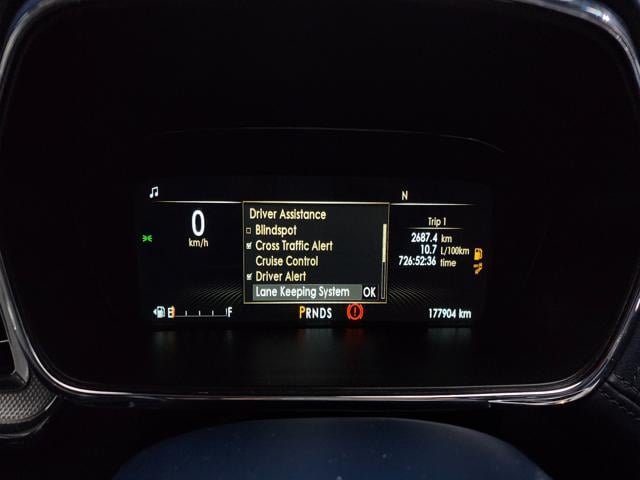 N
0
km/h
Driver Assistance
Blindspot
Cross Traffic Alert
Cruise Control
Driver Alert
Lane Keeping System OK
Trip 1
2687.4 km
10.7 L/100km
726:52:36 time
E F
PRNDS
177904 km